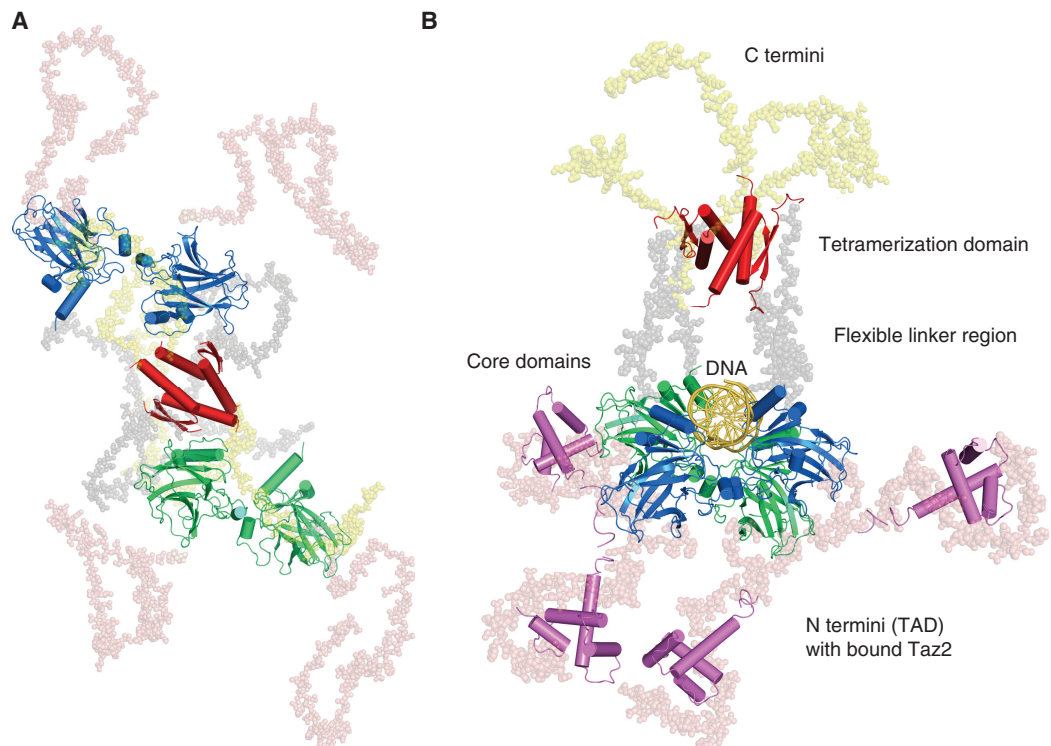 A
B
C termini
Tetramerization domain
Flexible linker region
Core domains
DNA
N termini (TAD)
with bound Taz2